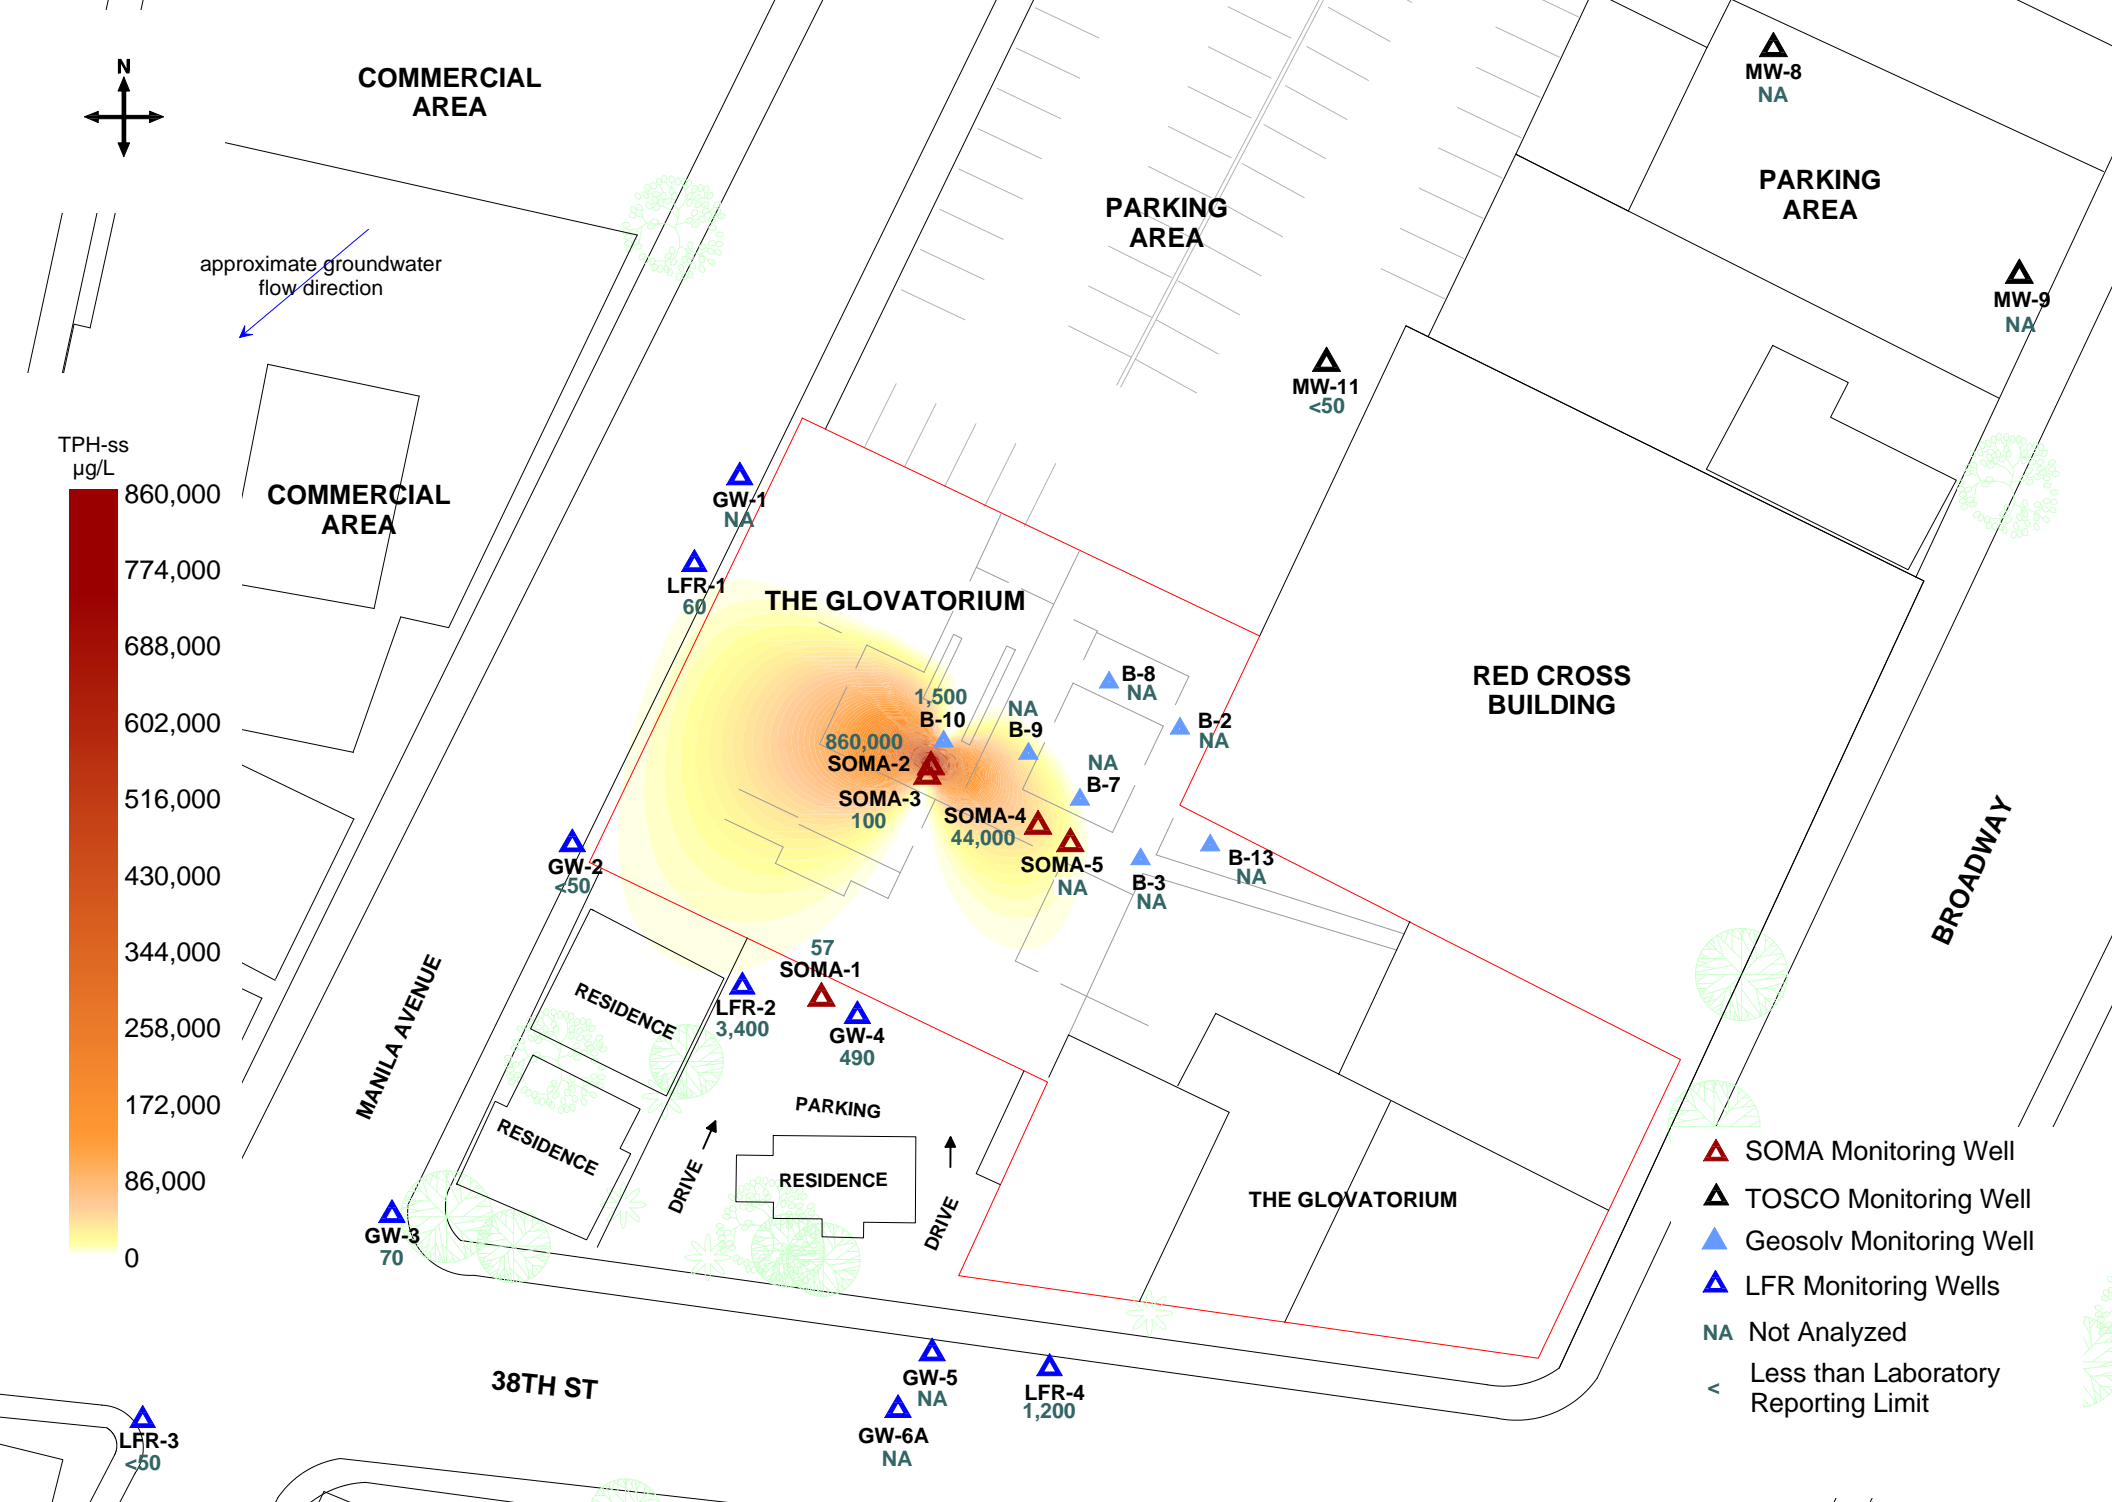 N
COMMERCIAL
AREA
MW-8
NA
PARKING
AREA
PARKING
AREA
approximate groundwater
flow direction
MW-9
NA
MW-11
<50
TPH-ss
µg/L
860,000
774,000
688,000
602,000
516,000
430,000
344,000
258,000
172,000
86,000
0
COMMERCIAL
AREA
GW-1
NA
LFR-1
60
THE GLOVATORIUM
RED CROSS
BUILDING
B-8
NA
1,500
B-10
NA
B-9
B-2
NA
860,000
SOMA-2
NA
B-7
SOMA-3
100
SOMA-4
44,000
SOMA-5
NA
B-13
NA
B-3
NA
GW-2
<50
BROADWAY
57
SOMA-1
LFR-2
3,400
GW-4
490
RESIDENCE
MANILA AVENUE
PARKING
RESIDENCE
DRIVE
RESIDENCE
DRIVE
THE GLOVATORIUM
GW-3
70
SOMA Monitoring Well
TOSCO Monitoring Well
Geosolv Monitoring Well
LFR Monitoring Wells
NA Not Analyzed
< Less than Laboratory
Reporting Limit
38TH ST
GW-5
NA
LFR-4
1,200
GW-6A
NA
LFR-3
<50